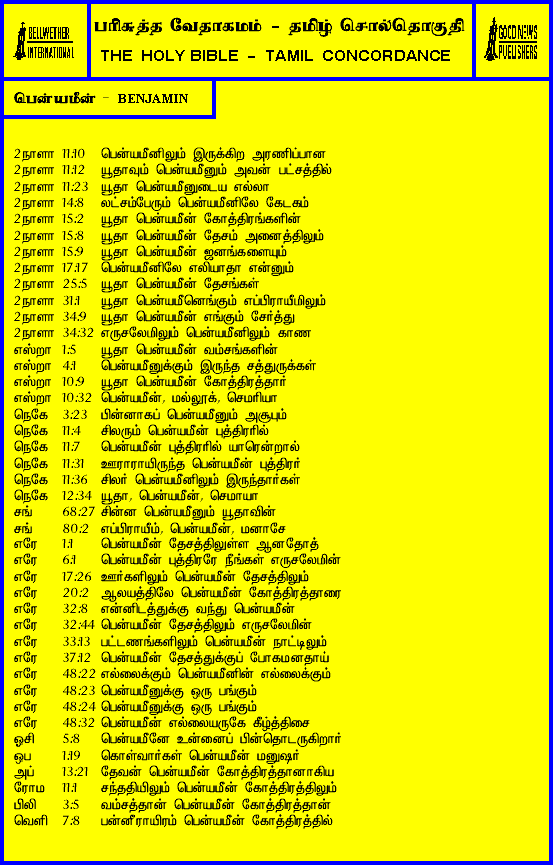 BELLWETHER
INTERNATIONAL
பரிசுத்த வேதாகமம் - தமிழ் சொல்தொகுதி
THE HOLY BIBLE - TAMIL CONCORDANCE
GOOD NEWS
PUBLISHERS
பென்யமீன் - BENJAMIN
2நாளா 11:10 பென்யமீனிலும் இருக்கிற அரணிப்பான
2நாளா 11:12 யூதாவும் பென்யமீனும் அவன் பட்சத்தில்
2நாளா 11:23 யூதா பென்யமீனுடைய எல்லா
2நாளா 14:8 லட்சம்பேரும் பென்யமீனிலே கேடகம்
2நாளா 15:2 யூதா பென்யமீன் கோத்திரங்களின்
2நாளா 15:8 யூதா பென்யமீன் தேசம் அனைத்திலும்
2நாளா 15:9 யூதா பென்யமீன் ஜனங்களையும்
2நாளா 17:17 பென்யமீனிலே எலியாதா என்னும்
2நாளா 25:5 யூதா பென்யமீன் தேசங்கள்
2நாளா 31:1 யூதா பென்யமீனெங்கும் எப்பிராயீமிலும்
2நாளா 34:9 யூதா பென்யமீன் எங்கும் சேர்த்து
2நாளா 34:32 எருசலேமிலும் பென்யமீனிலும் காண
எஸ்றா 1:5 யூதா பென்யமீன் வம்சங்களின்
எஸ்றா 4:1 பென்யமீனுக்கும் இருந்த சத்துருக்கள்
எஸ்றா 10:9 யூதா பென்யமீன் கோத்திரத்தார்
எஸ்றா 10:32 பென்யமீன், மல்லூக், செமரியா
நெகே 3:23 பின்னாகப் பென்யமீனும் அசூபும்
நெகே 11:4 சிலரும் பென்யமீன் புத்திரரில்
நெகே 11:7 பென்யமீன் புத்திரரில் யாரென்றால்
நெகே 11:31 ஊராராயிருந்த பென்யமீன் புத்திரர்
நெகே 11:36 சிலர் பென்யமீனிலும் இருந்தார்கள்
நெகே 12:34 யூதா, பென்யமீன், செமாயா
சங் 68:27 சின்ன பென்யமீனும் யூதாவின்
சங் 80:2 எப்பிராயீம், பென்யமீன், மனாசே
எரே 1:1 பென்யமீன் தேசத்திலுள்ள ஆனதோத்
எரே 6:1 பென்யமீன் புத்திரரே நீங்கள் எருசலேமின்
எரே 17:26 ஊர்களிலும் பென்யமீன் தேசத்திலும்
எரே 20:2 ஆலயத்திலே பென்யமீன் கோத்திரத்தாரை
எரே 32:8 என்னிடத்துக்கு வந்து பென்யமீன்
எரே 32:44 பென்யமீன் தேசத்திலும் எருசலேமின்
எரே 33:13 பட்டணங்களிலும் பென்யமீன் நாட்டிலும்
எரே 37:12 பென்யமீன் தேசத்துக்குப் போகமனதாய்
எரே 48:22 எல்லைக்கும் பென்யமீனின் எல்லைக்கும்
எரே 48:23 பென்யமீனுக்கு ஒரு பங்கும்
எரே 48:24 பென்யமீனுக்கு ஒரு பங்கும்
எரே 48:32 பென்யமீன் எல்லையருகே கீழ்த்திசை
ஓசி 5:8 பென்யமீனே உன்னைப் பின்தொடருகிறார்
ஒப 1:19 கொள்வார்கள் பென்யமீன் மனுஷர்
அப் 13:21 தேவன் பென்யமீன் கோத்திரத்தானாகிய
ரோம 11:1 சந்ததியிலும் பென்யமீன் கோத்திரத்திலும்
பிலி 3:5 வம்சத்தான் பென்யமீன் கோத்திரத்தான்
வெளி 7:8 பன்னீராயிரம் பென்யமீன் கோத்திரத்தில்